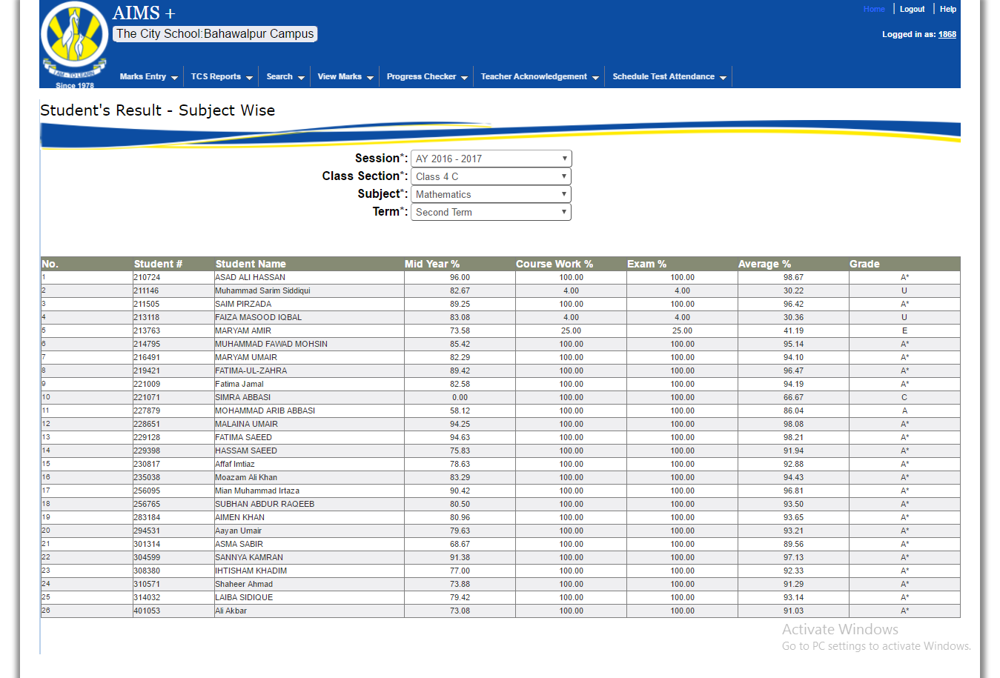 AIMS +
Home Logout Help
The City School:Bahawalpur Campus
Logged in as: 1868
I AM - TO LEARN
Since 1978
Marks Entry TCS Reports Search View Marks Progress Checker Teacher Acknowledgement Schedule Test Attendance
Student's Result - Subject Wise
Session*: AY 2016 - 2017
Class Section*: Class 4 C
Subject*: Mathematics
Term*: Second Term
No. Student # Student Name Mid Year % Course Work % Exam % Average % Grade
1 210724 ASAD ALI HASSAN 96.00 100.00 100.00 98.67 A*
2 211146 Muhammad Sarim Siddiqui 82.67 4.00 4.00 30.22 U
3 211505 SAIM PIRZADA 89.25 100.00 100.00 96.42 A*
4 213118 FAIZA MASOOD IQBAL 83.08 4.00 4.00 30.36 U
5 213763 MARYAM AMIR 73.58 25.00 25.00 41.19 E
6 214795 MUHAMMAD FAWAD MOHSIN 85.42 100.00 100.00 95.14 A*
7 216491 MARYAM UMAIR 82.29 100.00 100.00 94.10 A*
8 219421 FATIMA-UL-ZAHRA 89.42 100.00 100.00 96.47 A*
9 221009 Fatima Jamal 82.58 100.00 100.00 94.19 A*
10 221071 SIMRA ABBASI 0.00 100.00 100.00 66.67 C
11 227879 MOHAMMAD ARIB ABBASI 58.12 100.00 100.00 86.04 A
12 228651 MALAINA UMAIR 94.25 100.00 100.00 98.08 A*
13 229128 FATIMA SAEED 94.63 100.00 100.00 98.21 A*
14 229398 HASSAM SAEED 75.83 100.00 100.00 91.94 A*
15 230817 Affaf Imtiaz 78.63 100.00 100.00 92.88 A*
16 235038 Moazam Ali Khan 83.29 100.00 100.00 94.43 A*
17 256095 Mian Muhammad Irtaza 90.42 100.00 100.00 96.81 A*
18 256765 SUBHAN ABDUR RAQEEB 80.50 100.00 100.00 93.50 A*
19 283184 AIMEN KHAN 80.96 100.00 100.00 93.65 A*
20 294531 Aayan Umair 79.63 100.00 100.00 93.21 A*
21 301314 ASMA SABIR 68.67 100.00 100.00 89.56 A*
22 304599 SANNYA KAMRAN 91.38 100.00 100.00 97.13 A*
23 308380 IHTISHAM KHADIM 77.00 100.00 100.00 92.33 A*
24 310571 Shaheer Ahmad 73.88 100.00 100.00 91.29 A*
25 314032 LAIBA SIDIQUE 79.42 100.00 100.00 93.14 A*
26 401053 Ali Akbar 73.08 100.00 100.00 91.03 A*
Activate Windows
Go to PC settings to activate Windows.